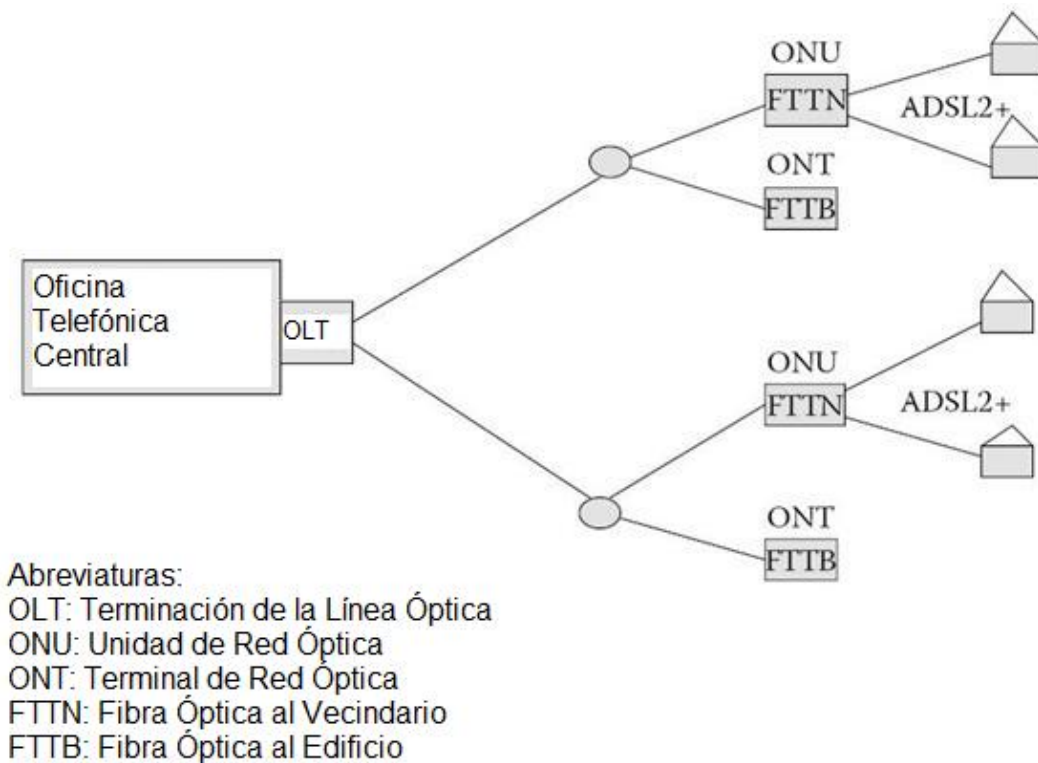 ONU
FTTN
ADSL2+
ONT
FTTB
Oficina
Telefónica
Central
OLT
ONU
FTTN
ADSL2+
ONT
FTTB
Abreviaturas:
OLT: Terminación de la Línea Óptica
ONU: Unidad de Red Óptica
ONT: Terminal de Red Óptica
FTTN: Fibra Óptica al Vecindario
FTTB: Fibra Óptica al Edificio